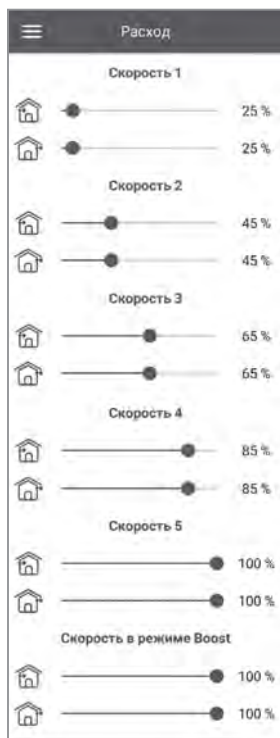 Расход
Скорость 1
25 %
25 %
Скорость 2
45 %
45 %
Скорость 3
65 %
65 %
Скорость 4
85 %
85 %
Скорость 5
100 %
100 %
Скорость в режиме Boost
100 %
100 %